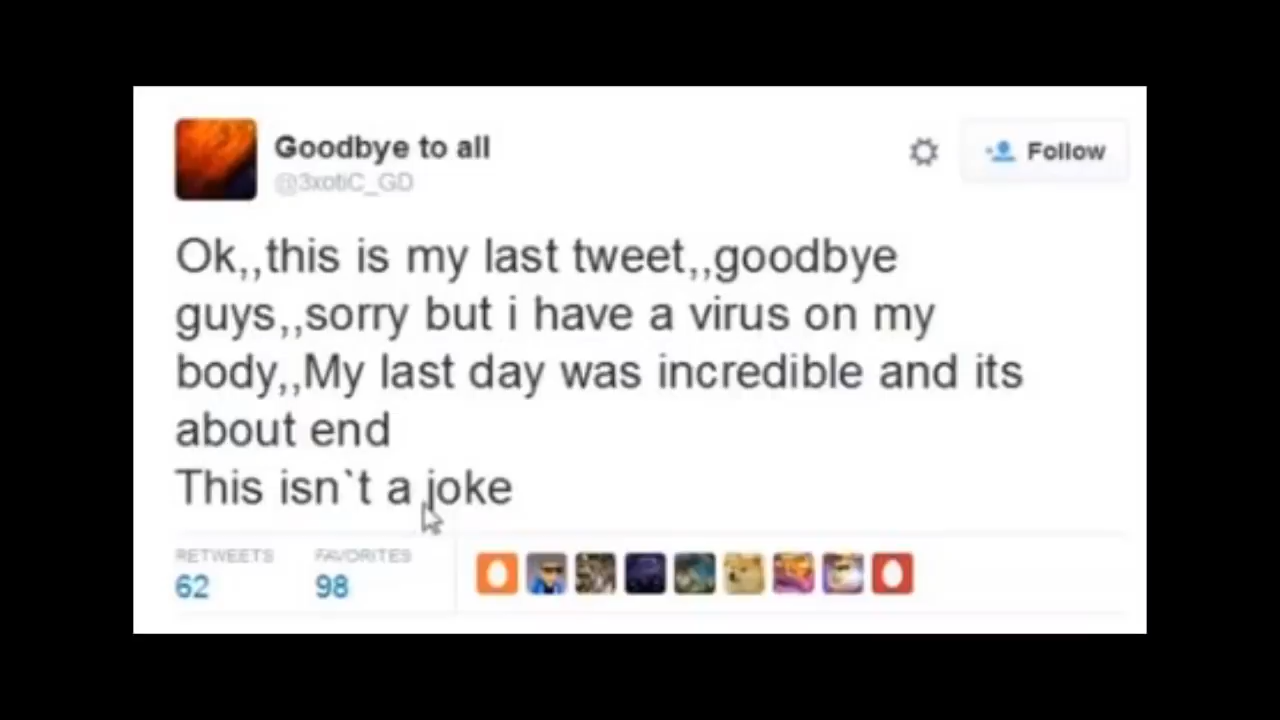 Goodbye to all
@3xotiC_GD
Follow
Ok,,this is my last tweet,,goodbye
guys,,sorry but i have a virus on my
body,,My last day was incredible and its
about end
This isn`t a joke
RETWEETS FAVORITES
62 98